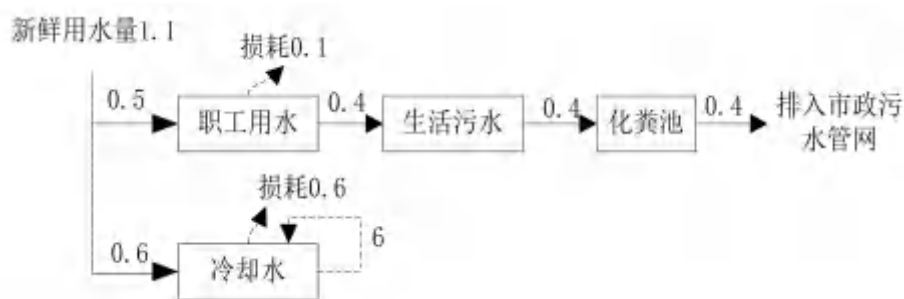 新鲜用水量1.1
损耗0.1
0.5
职工用水
0.4
生活污水
0.4
化粪池
0.4
排入市政污
水管网
损耗0.6
6
0.6
冷却水